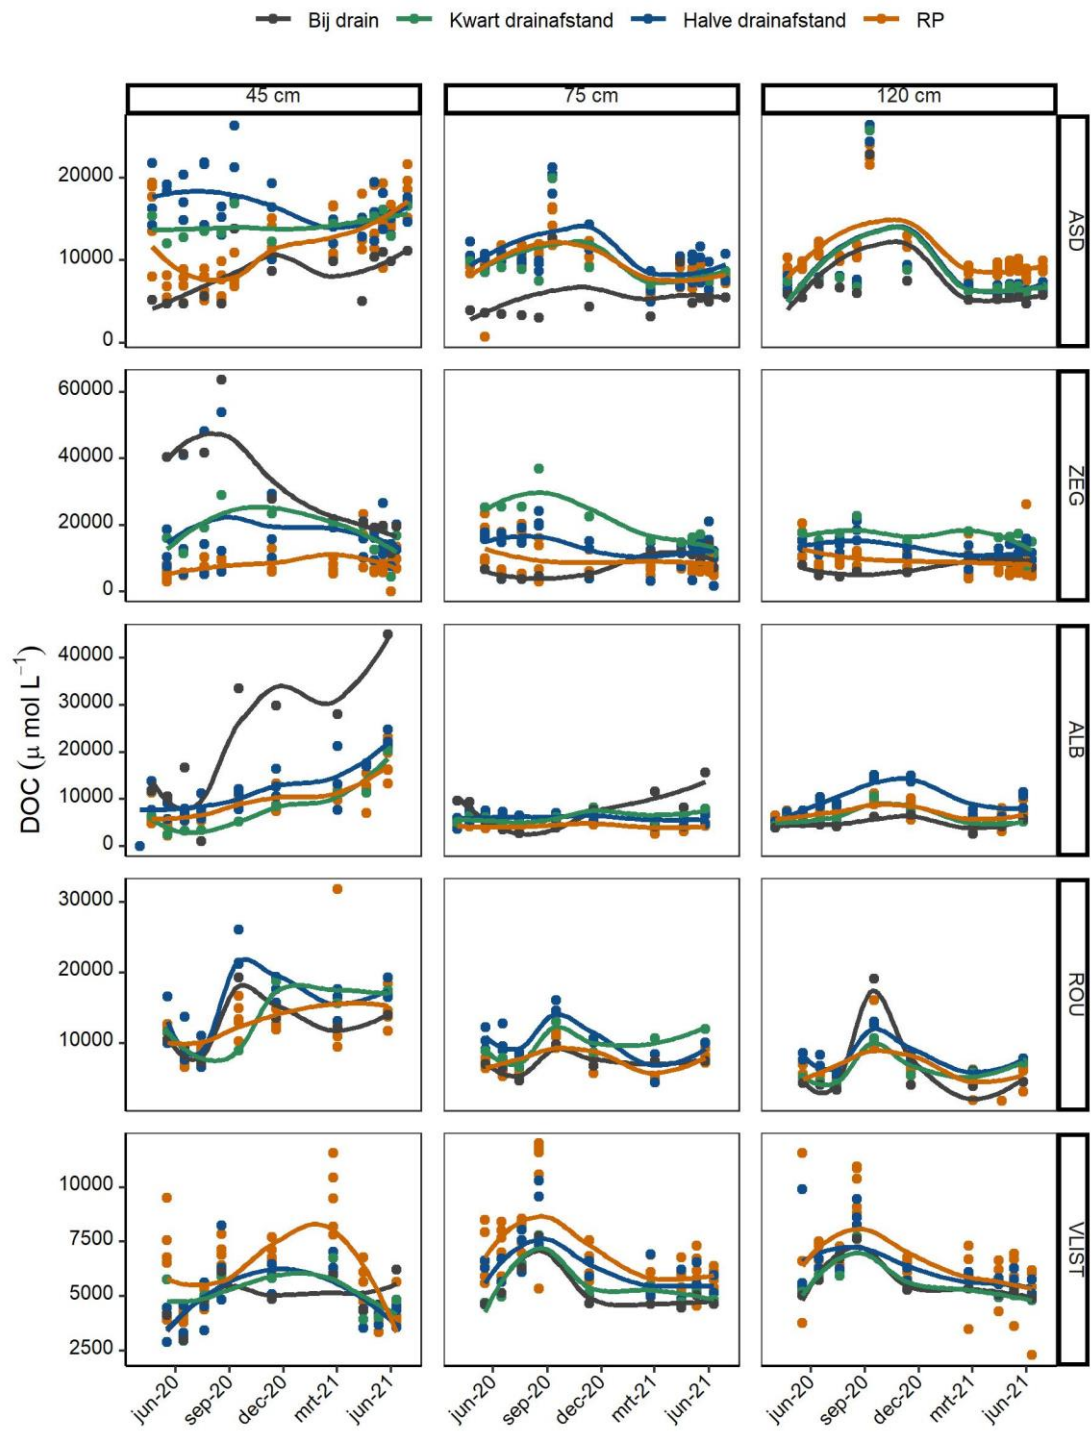 Bij drain Kwart drainafstand Halve drainafstand RP
45 cm 75 cm 120 cm
DOC (μ mol L⁻¹)
20000
10000
0
ASD
60000
40000
20000
0
ZEG
40000
30000
20000
10000
0
ALB
30000
20000
10000
ROU
10000
7500
5000
2500
VLIST
jun-20 sep-20 dec-20 mrt-21 jun-21 jun-20 sep-20 dec-20 mrt-21 jun-21 jun-20 sep-20 dec-20 mrt-21 jun-21